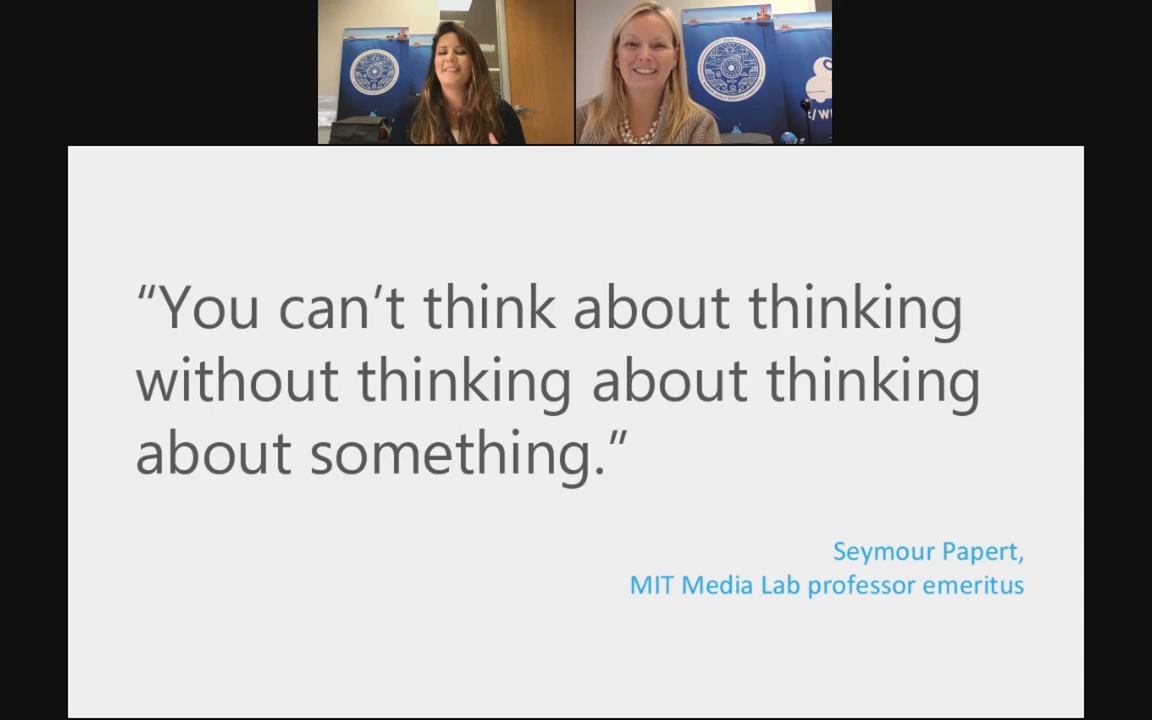 “You can’t think about thinking
without thinking about thinking
about something.”
Seymour Papert,
MIT Media Lab professor emeritus